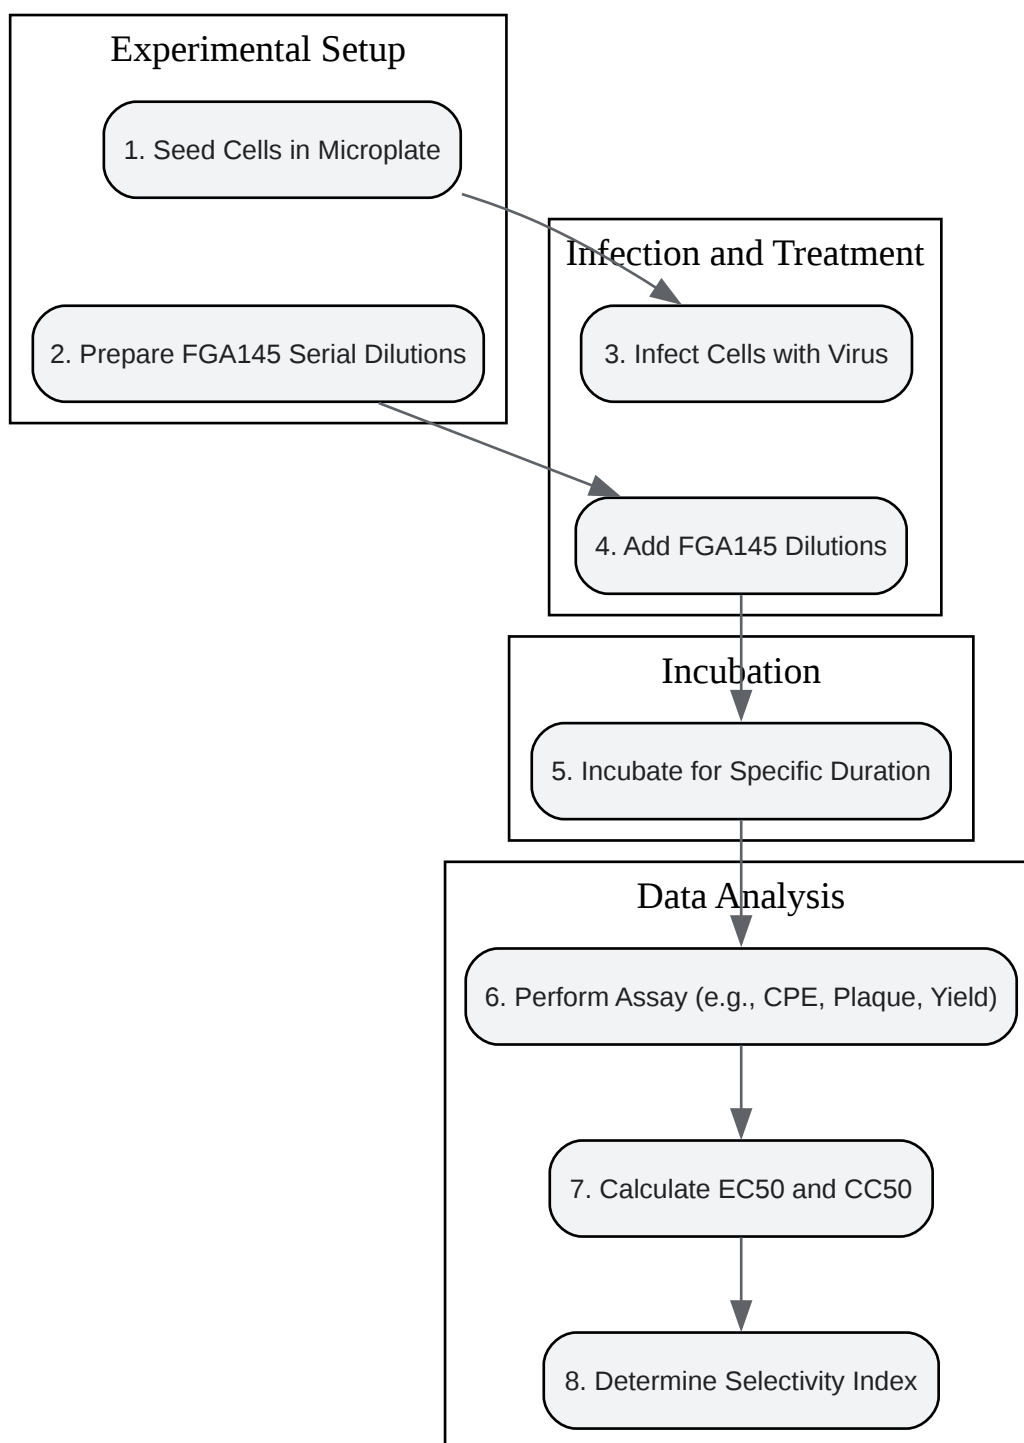 Experimental Setup
1. Seed Cells in Microplate
2. Prepare FGA145 Serial Dilutions
Infection and Treatment
3. Infect Cells with Virus
4. Add FGA145 Dilutions
Incubation
5. Incubate for Specific Duration
Data Analysis
6. Perform Assay (e.g., CPE, Plaque, Yield)
7. Calculate EC50 and CC50
8. Determine Selectivity Index